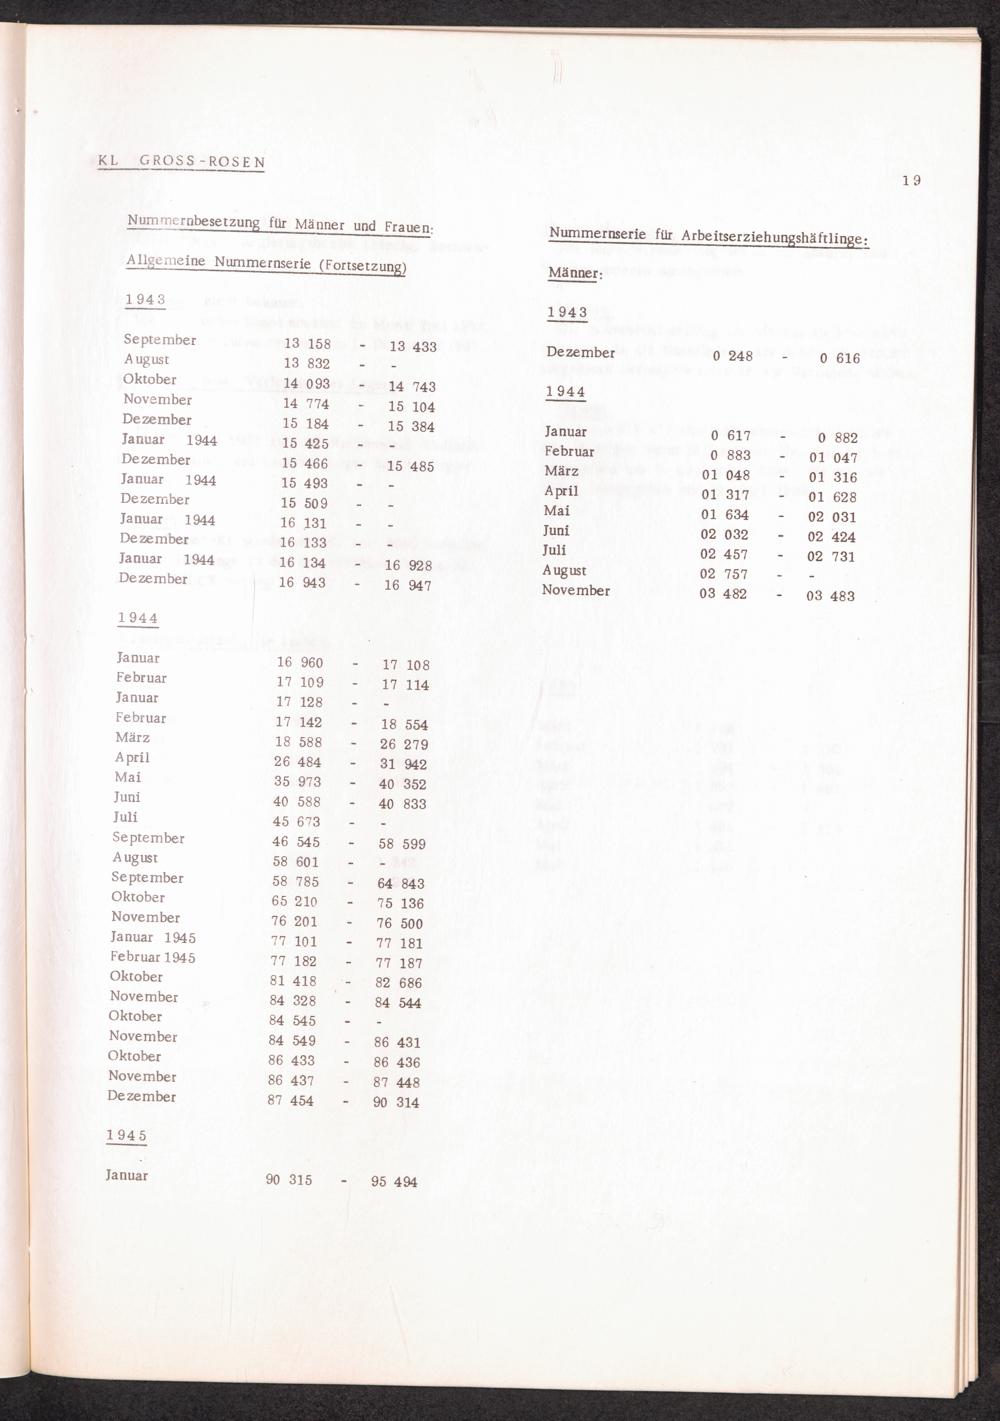 KL GROSS-ROSEN
19
Nummernbesetzung für Männer und Frauen:
Allgemeine Nummernserie (Fortsetzung)
1943
September 13 158 - 13 433
August 13 832 - -
Oktober 14 093 - 14 743
November 14 774 - 15 104
Dezember 15 184 - 15 384
Januar 1944 15 425 - -
Dezember 15 466 - 15 485
Januar 1944 15 493 - -
Dezember 15 509 - -
Januar 1944 16 131 - -
Dezember 16 133 - -
Januar 1944 16 134 - 16 928
Dezember 16 943 - 16 947
1944
Januar 16 960 - 17 108
Februar 17 109 - 17 114
Januar 17 128 - -
Februar 17 142 - 18 554
März 18 588 - 26 279
April 26 484 - 31 942
Mai 35 973 - 40 352
Juni 40 588 - 40 833
Juli 45 673 - -
September 46 545 - 58 599
August 58 601 - -
September 58 785 - 64 843
Oktober 65 210 - 75 136
November 76 201 - 76 500
Januar 1945 77 101 - 77 181
Februar 1945 77 182 - 77 187
Oktober 81 418 - 82 686
November 84 328 - 84 544
Oktober 84 545 - -
November 84 549 - 86 431
Oktober 86 433 - 86 436
November 86 437 - 87 448
Dezember 87 454 - 90 314
1945
Januar 90 315 - 95 494
Nummernserie für Arbeitserziehungshäftlinge:
Männer:
1943
Dezember 0 248 - 0 616
1944
Januar 0 617 - 0 882
Februar 0 883 - 01 047
März 01 048 - 01 316
April 01 317 - 01 628
Mai 01 634 - 02 031
Juni 02 032 - 02 424
Juli 02 457 - 02 731
August 02 757 - -
November 03 482 - 03 483